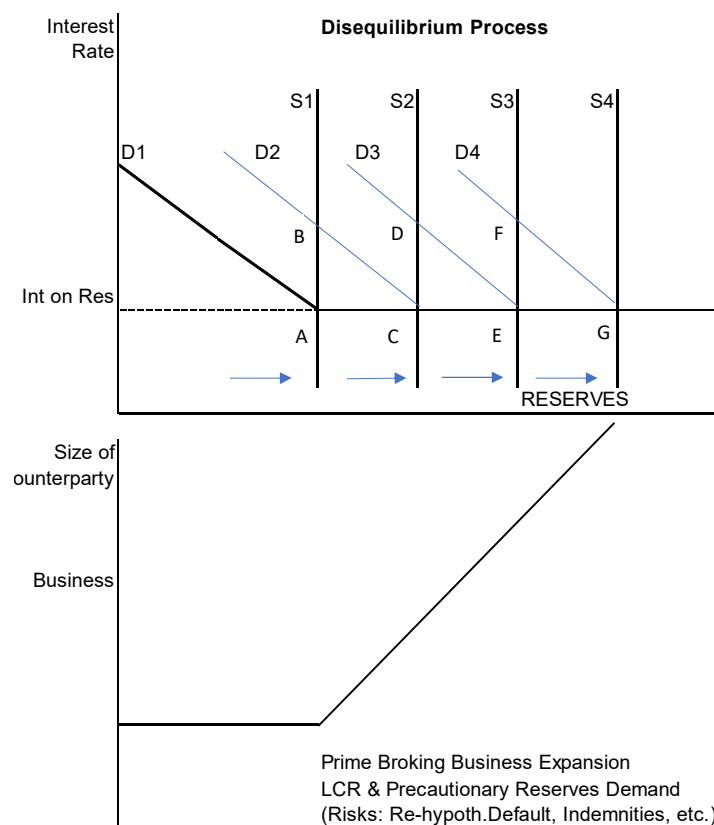 Interest
Rate
Disequilibrium Process
S1
S2
S3
S4
D1
D2
D3
D4
B
D
F
Int on Res
A
C
E
G
RESERVES
Size of
ounterparty
Business
Prime Broking Business Expansion
LCR & Precautionary Reserves Demand
(Risks: Re-hypoth.Default, Indemnities, etc.)